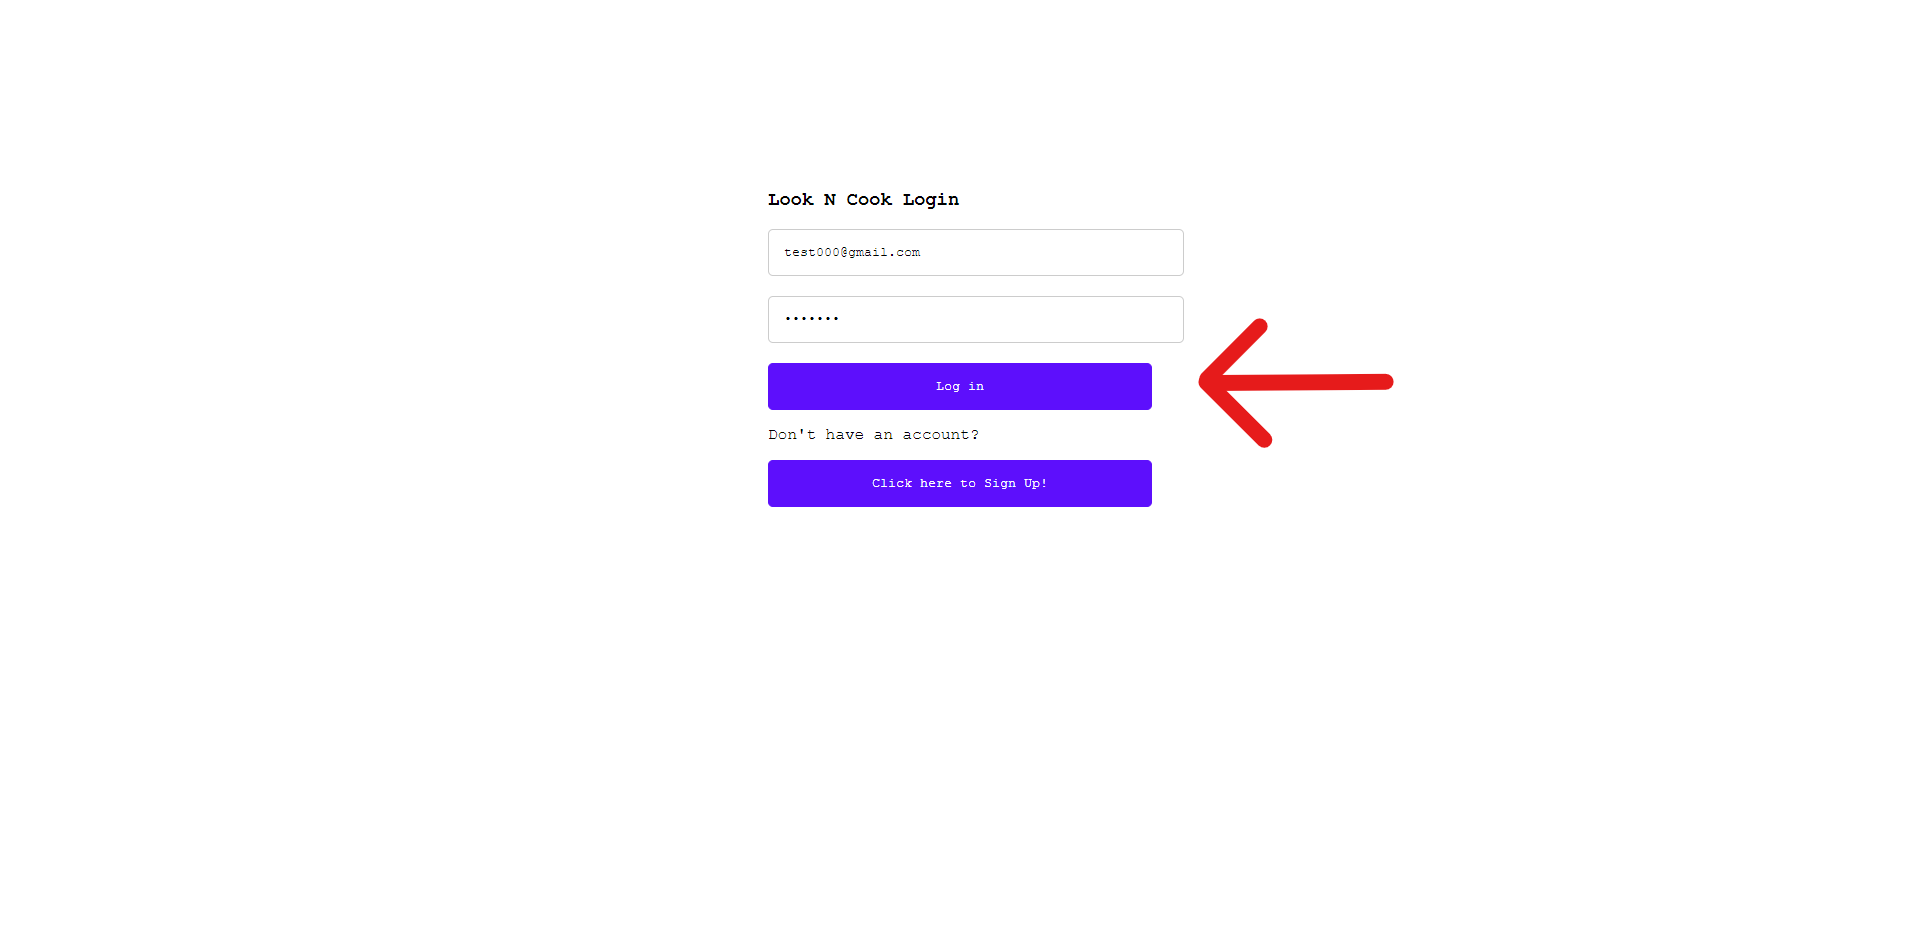 Look N Cook Login
test000@gmail.com
•••••••
Log in
Don't have an account?
Click here to Sign Up!